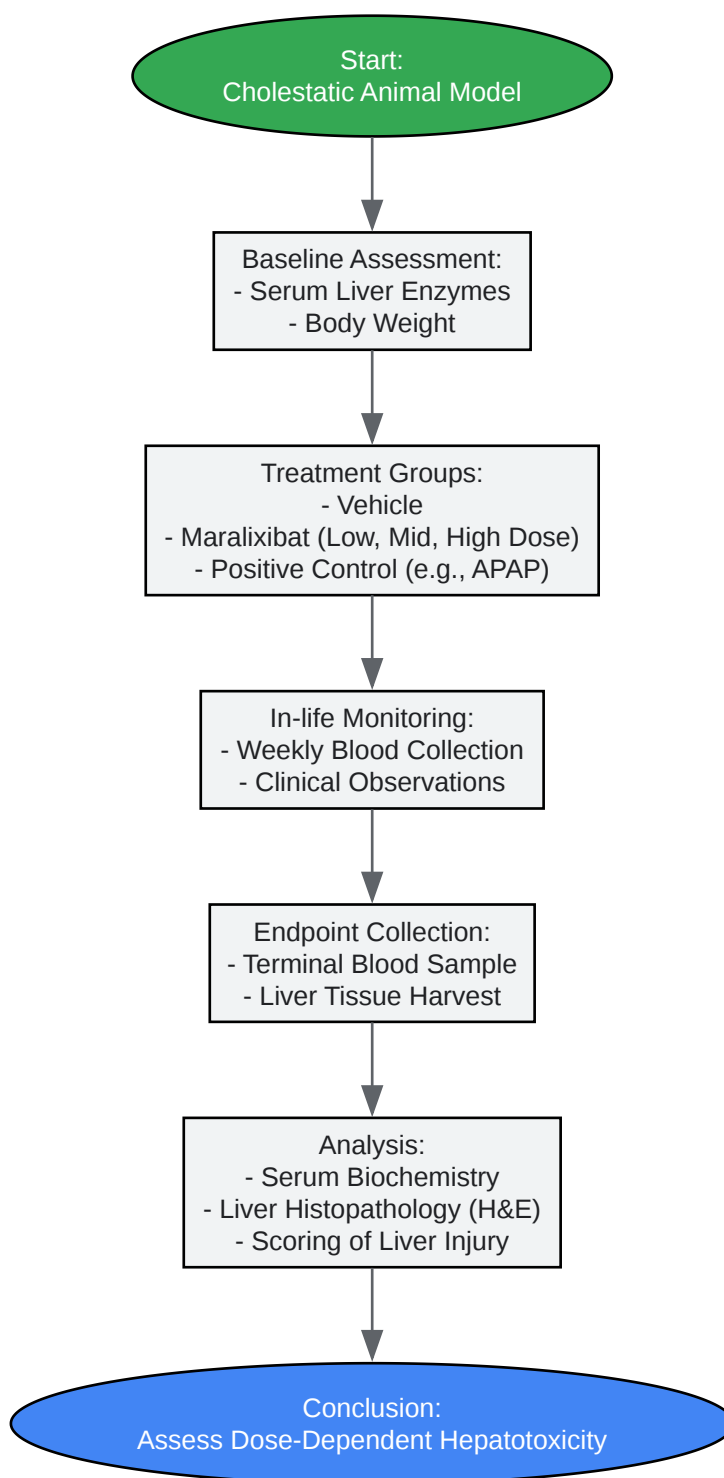 Start:
Cholestatic Animal Model
Baseline Assessment:
- Serum Liver Enzymes
- Body Weight
Treatment Groups:
- Vehicle
- Maralixibat (Low, Mid, High Dose)
- Positive Control (e.g., APAP)
In-life Monitoring:
- Weekly Blood Collection
- Clinical Observations
Endpoint Collection:
- Terminal Blood Sample
- Liver Tissue Harvest
Analysis:
- Serum Biochemistry
- Liver Histopathology (H&E)
- Scoring of Liver Injury
Conclusion:
Assess Dose-Dependent Hepatotoxicity